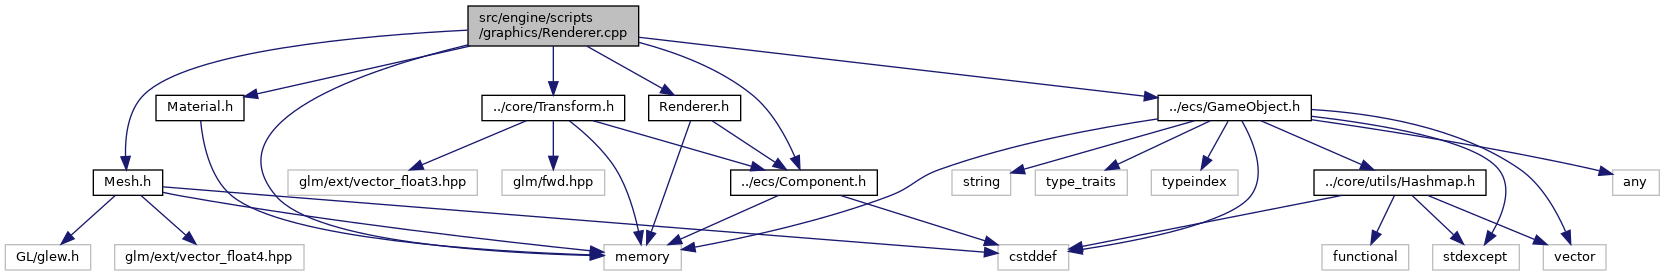 src/engine/scripts
/graphics/Renderer.cpp
Material.h
../core/Transform.h
Renderer.h
../ecs/GameObject.h
Mesh.h
glm/ext/vector_float3.hpp
glm/fwd.hpp
../ecs/Component.h
string
type_traits
typeindex
../core/utils/Hashmap.h
any
GL/glew.h
glm/ext/vector_float4.hpp
memory
cstddef
functional
stdexcept
vector